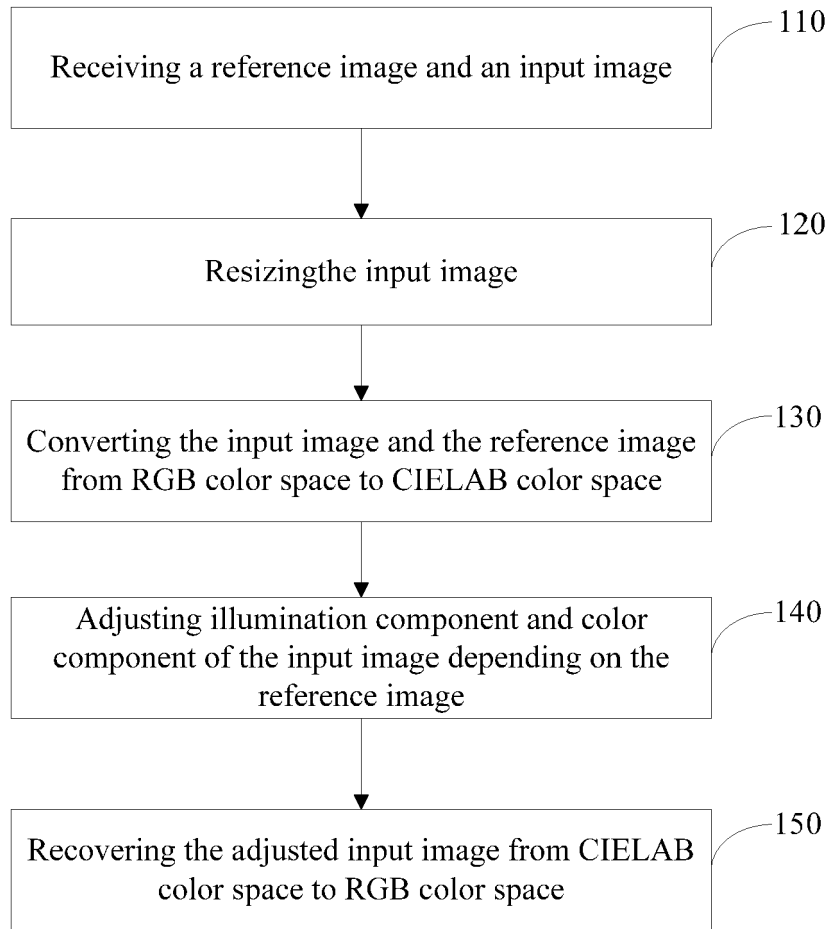 110
Receiving a reference image and an input image
120
Resizingthe input image
130
Converting the input image and the reference image
from RGB color space to CIELAB color space
140
Adjusting illumination component and color
component of the input image depending on the
reference image
150
Recovering the adjusted input image from CIELAB
color space to RGB color space